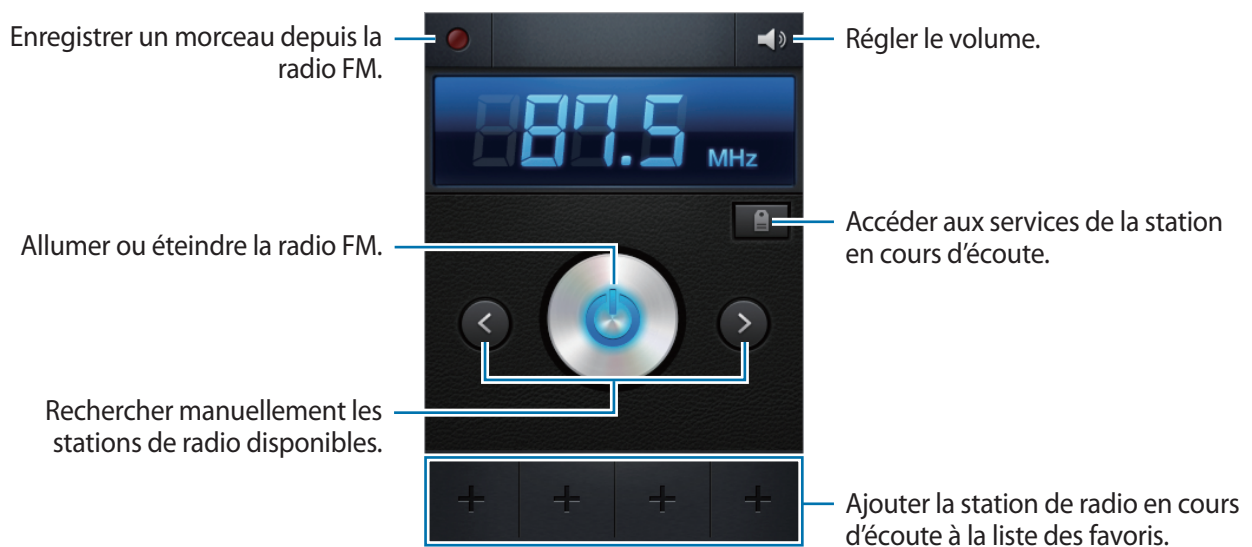 Enregistrer un morceau depuis la
radio FM.
Régler le volume.
87.5 MHz
Accéder aux services de la station
en cours d'écoute.
Allumer ou éteindre la radio FM.
Rechercher manuellement les
stations de radio disponibles.
Ajouter la station de radio en cours
d'écoute à la liste des favoris.